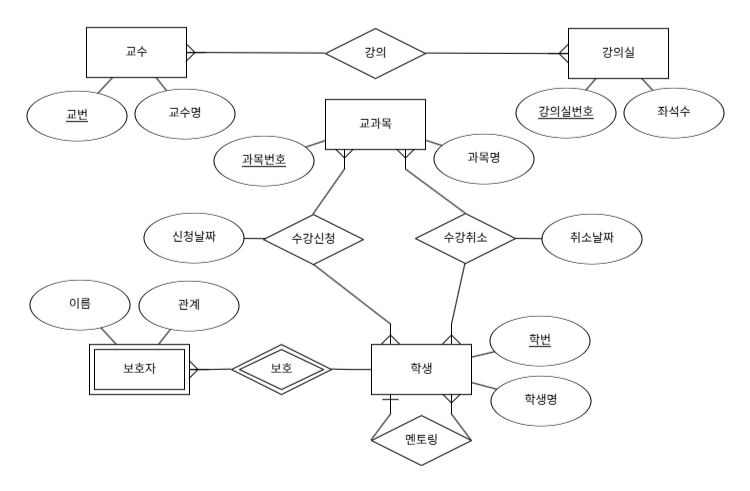 교수
강의
강의실
교번
교수명
강의실번호
좌석수
교과목
과목번호
과목명
신청날짜
수강신청
수강취소
취소날짜
이름
관계
학번
보호자
보호
학생
학생명
멘토링